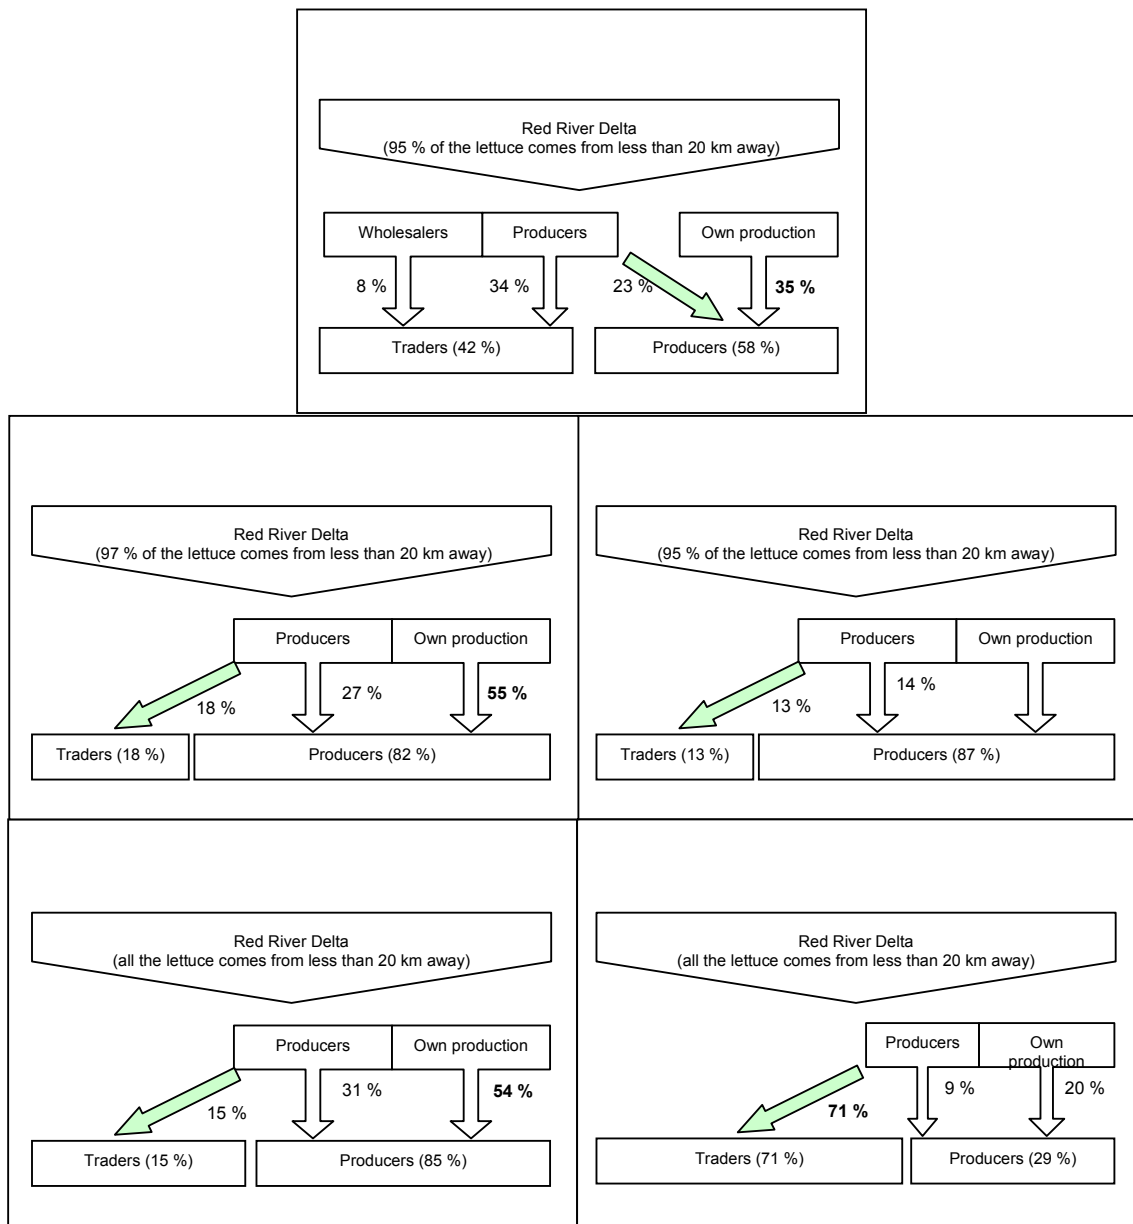 Red River Delta
(95 % of the lettuce comes from less than 20 km away)
Wholesalers Producers Own production
8 % 34 % 23 % 35 %
Traders (42 %) Producers (58 %)
Red River Delta
(97 % of the lettuce comes from less than 20 km away)
Producers Own production
18 % 27 % 55 %
Traders (18 %) Producers (82 %)
Red River Delta
(95 % of the lettuce comes from less than 20 km away)
Producers Own production
13 % 14 %
Traders (13 %) Producers (87 %)
Red River Delta
(all the lettuce comes from less than 20 km away)
Producers Own production
15 % 31 % 54 %
Traders (15 %) Producers (85 %)
Red River Delta
(all the lettuce comes from less than 20 km away)
Producers Own
production
71 % 9 % 20 %
Traders (71 %) Producers (29 %)